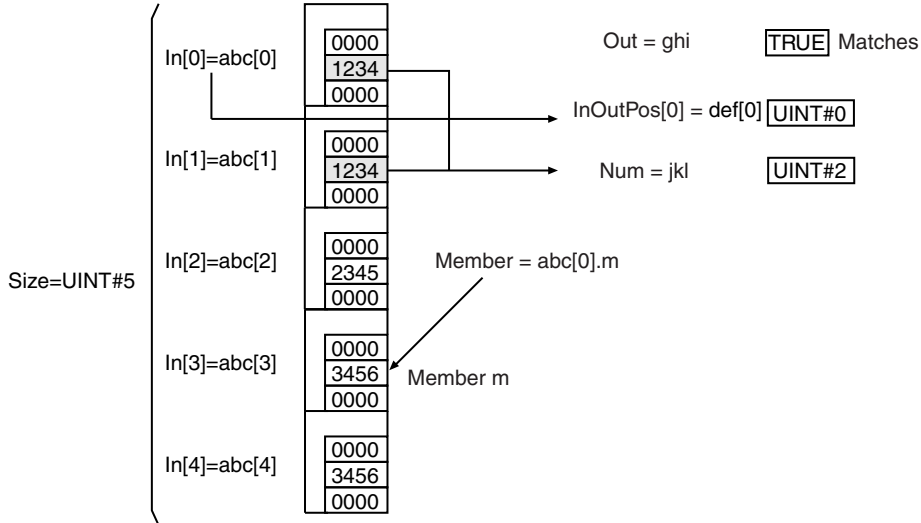 0000
In[0]=abc[0]
1234
0000
Out = ghi
TRUE
Matches
InOutPos[0] = def[0]
UINT#0
0000
In[1]=abc[1]
1234
0000
Num = jkl
UINT#2
0000
In[2]=abc[2]
2345
0000
Member = abc[0].m
Size=UINT#5
0000
In[3]=abc[3]
3456
0000
Member m
0000
In[4]=abc[4]
3456
0000